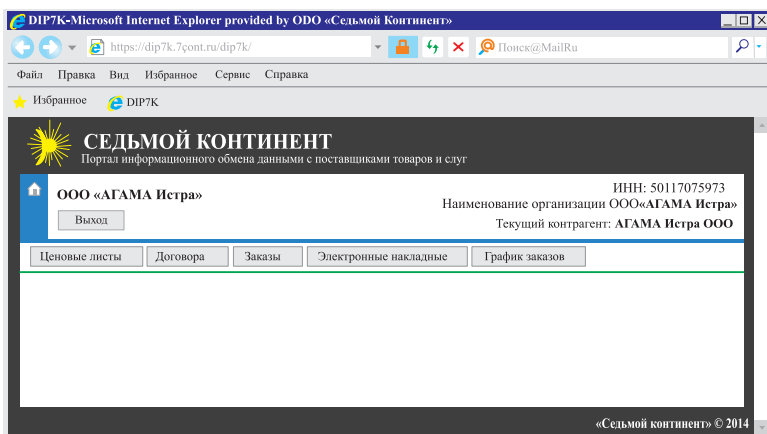 DIP7K-Microsoft Internet Explorer provided by ODO «Седьмой Континент»
https://dip7k.7çont.ru/dip7k/ Поиск@MailRu
Файл Правка Вид Избранное Сервис Справка
Избранное DIP7K
СЕДЬМОЙ КОНТИНЕНТ
Портал информационного обмена данными с поставщиками товаров и слуг
ООО «АГАМА Истра»
Выход
ИНН: 50117075973
Наименование организации ООО«АГАМА Истра»
Текущий контрагент: АГАМА Истра ООО
Ценовые листы Договора Заказы Электронные накладные График заказов
«Седьмой континент» © 2014